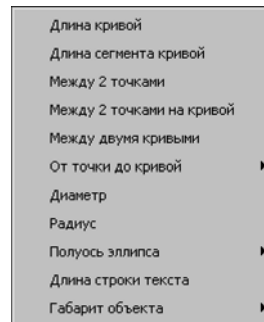 Длина кривой
Длина сегмента кривой
Между 2 точками
Между 2 точками на кривой
Между двумя кривыми
От точки до кривой
Диаметр
Радиус
Полуось эллипса
Длина строки текста
Габарит объекта